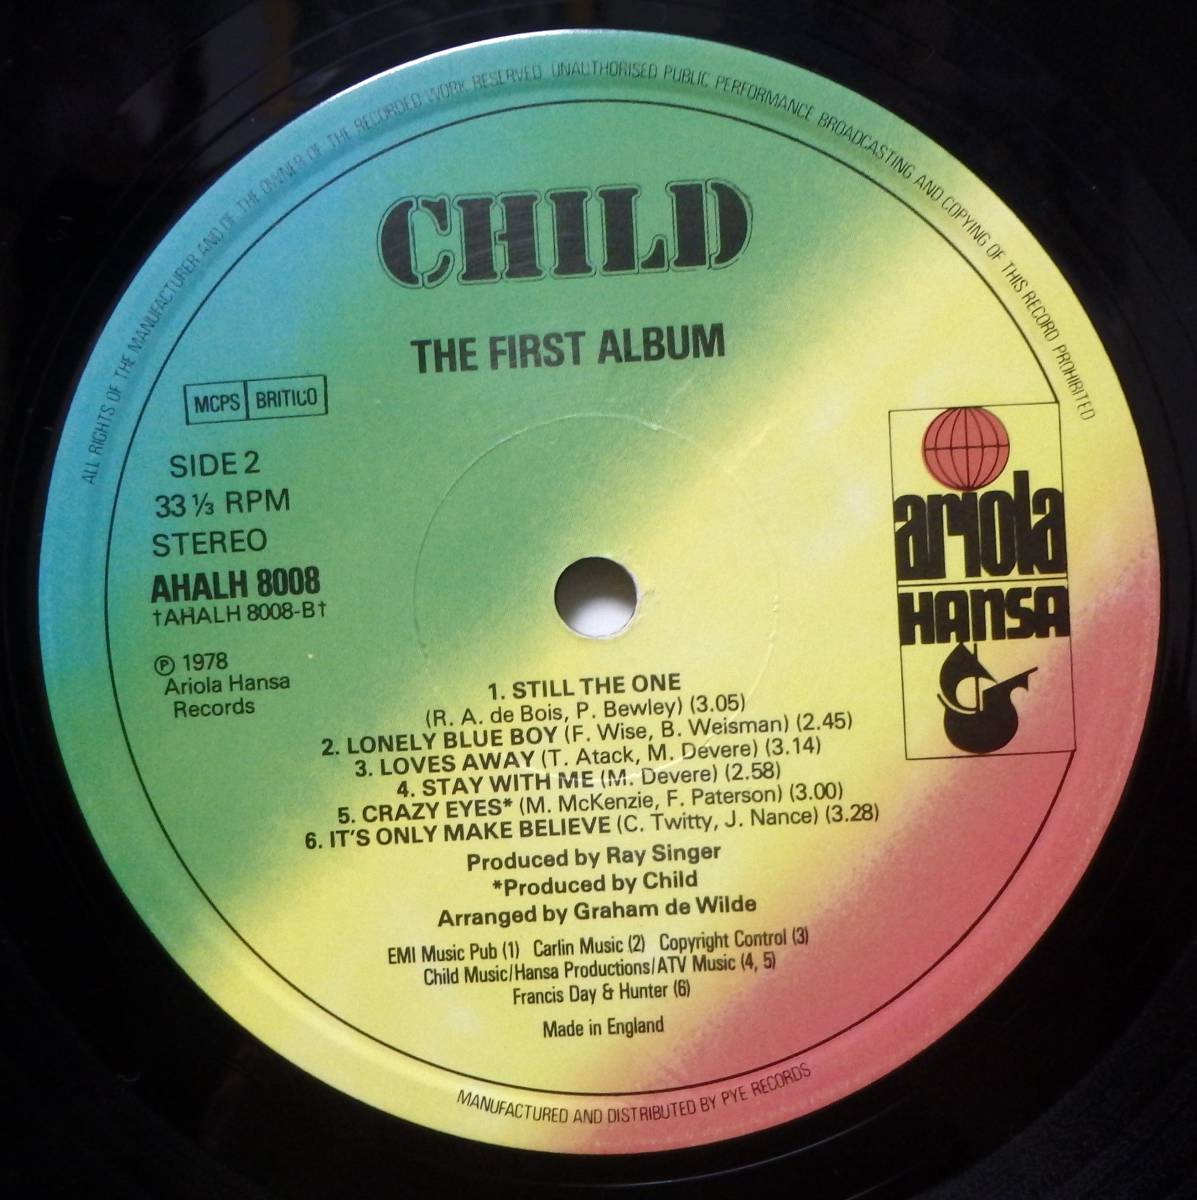 ALL RIGHTS OF THE MANUFACTURER AND OF THE OWNER OF THE RECORDED WORK RESERVED UNAUTHORISED PUBLIC PERFORMANCE BROADCASTING AND COPYING OF THIS RECORD PROHIBITED
CHILD
THE FIRST ALBUM
MCPS BRITICO
SIDE 2
33 ⅓ RPM
STEREO
AHALH 8008
†AHALH 8008-B†
℗ 1978
Ariola Hansa
Records
ariola
HANSA
1. STILL THE ONE
(R. A. de Bois, P. Bewley) (3.05)
2. LONELY BLUE BOY (F. Wise, B. Weisman) (2.45)
3. LOVES AWAY (T. Atack, M. Devere) (3.14)
4. STAY WITH ME (M. Devere) (2.58)
5. CRAZY EYES* (M. McKenzie, F. Paterson) (3.00)
6. IT'S ONLY MAKE BELIEVE (C. Twitty, J. Nance) (3.28)
Produced by Ray Singer
*Produced by Child
Arranged by Graham de Wilde
EMI Music Pub (1) Carlin Music (2) Copyright Control (3)
Child Music/Hansa Productions/ATV Music (4, 5)
Francis Day & Hunter (6)
Made in England
MANUFACTURED AND DISTRIBUTED BY PYE RECORDS